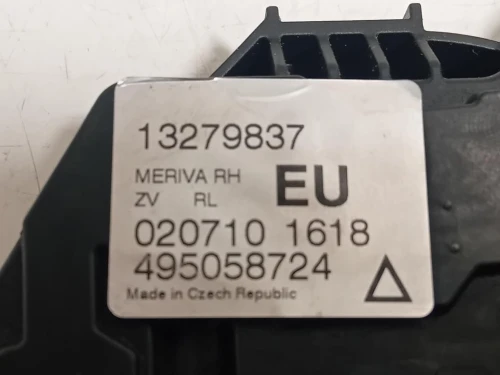 13279837
MERIVA RH EU
ZV RL
020710 1618
495058724
Made in Czech Republic